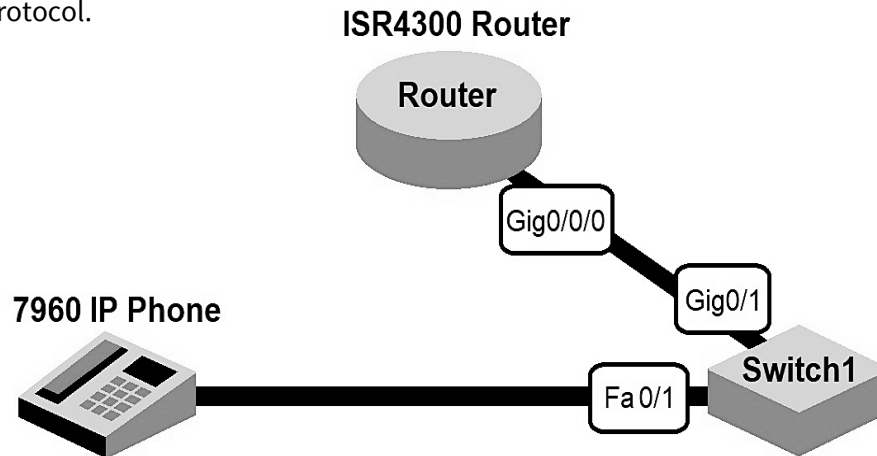 rotocol.
ISR4300 Router
Router
Gig0/0/0
Gig0/1
7960 IP Phone
Switch1
Fa 0/1